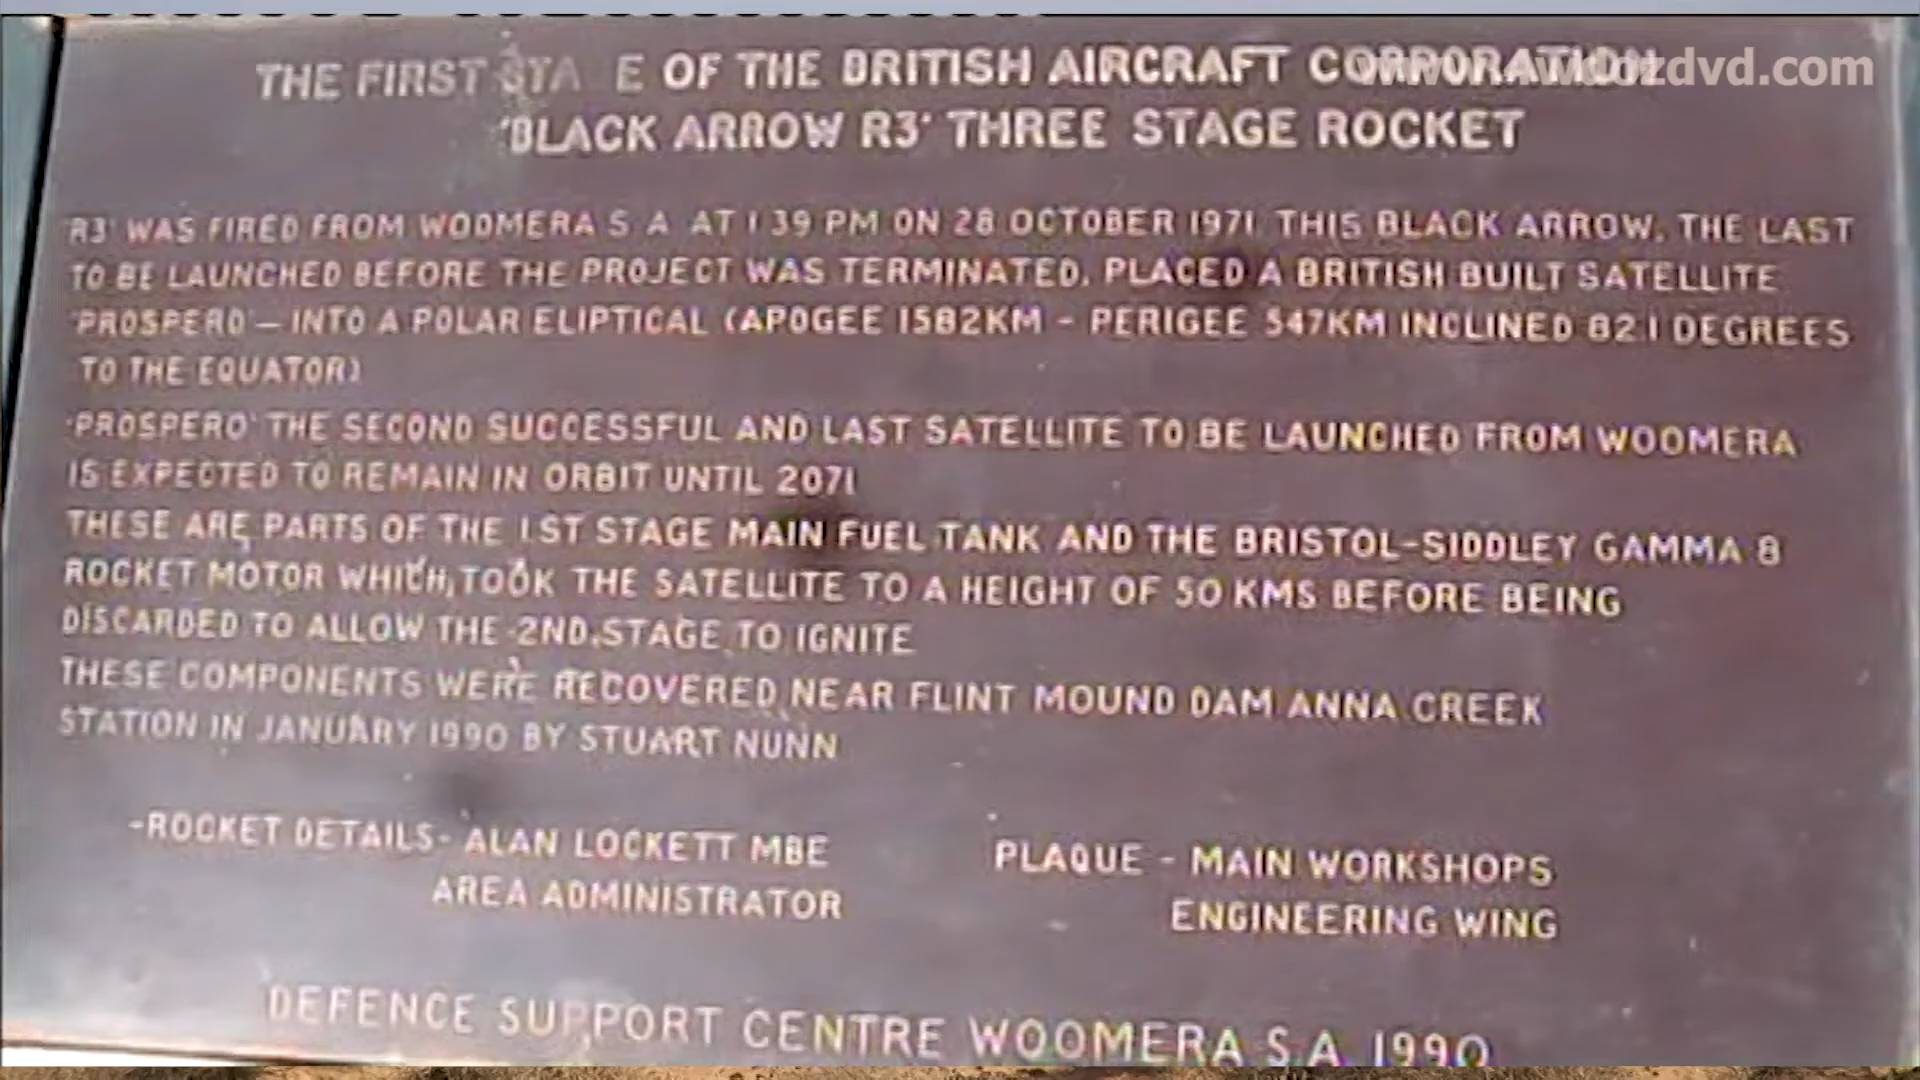 THE FIRST STA E OF THE BRITISH AIRCRAFT CORPORATION
'BLACK ARROW R3' THREE STAGE ROCKET
'R3' WAS FIRED FROM WOOMERA S A AT 1 39 PM ON 28 OCTOBER 1971 THIS BLACK ARROW, THE LAST
TO BE LAUNCHED BEFORE THE PROJECT WAS TERMINATED, PLACED A BRITISH BUILT SATELLITE
'PROSPERO' — INTO A POLAR ELIPTICAL (APOGEE 1582KM - PERIGEE 547KM INCLINED 82.1 DEGREES
TO THE EQUATOR)
'PROSPERO' THE SECOND SUCCESSFUL AND LAST SATELLITE TO BE LAUNCHED FROM WOOMERA
IS EXPECTED TO REMAIN IN ORBIT UNTIL 2071
THESE ARE PARTS OF THE 1ST STAGE MAIN FUEL TANK AND THE BRISTOL-SIDDLEY GAMMA 8
ROCKET MOTOR WHICH TOOK THE SATELLITE TO A HEIGHT OF 50 KMS BEFORE BEING
DISCARDED TO ALLOW THE 2ND STAGE TO IGNITE
THESE COMPONENTS WERE RECOVERED NEAR FLINT MOUND DAM ANNA CREEK
STATION IN JANUARY 1990 BY STUART NUNN
-ROCKET DETAILS- ALAN LOCKETT MBE
AREA ADMINISTRATOR
PLAQUE - MAIN WORKSHOPS
ENGINEERING WING
DEFENCE SUPPORT CENTRE WOOMERA S.A. 1990